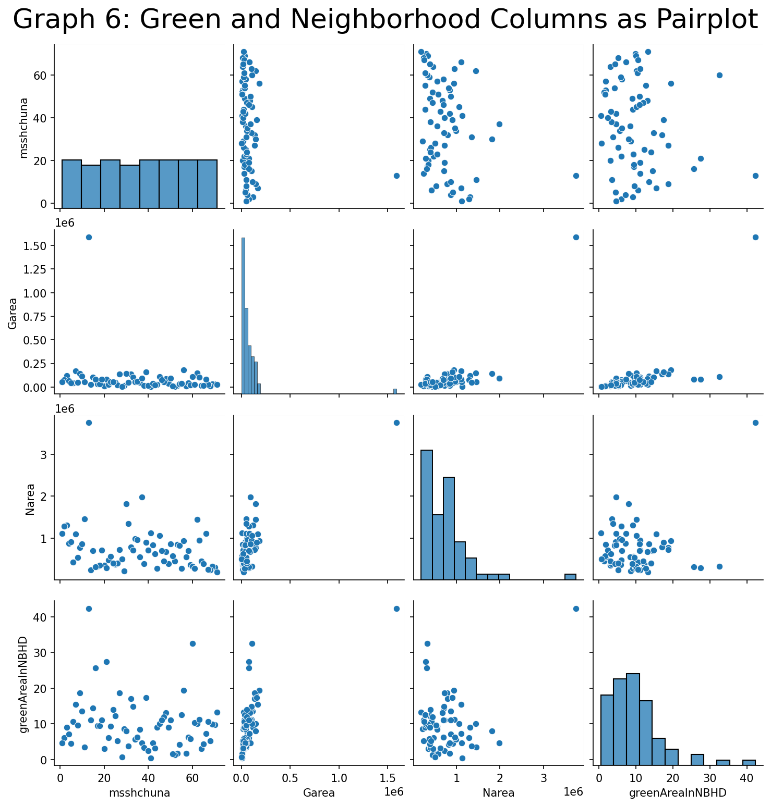 Graph 6: Green and Neighborhood Columns as Pairplot
60
40
20
0
msshchuna
1e6
1.50
1.25
1.00
0.75
0.50
0.25
0.00
Garea
1e6
3
2
1
Narea
40
30
20
10
0
greenAreaInNBHD
0 20 40 60
0.0 0.5 1.0 1.5
1 2 3
0 10 20 30 40
1e6 1e6
msshchuna Garea Narea greenAreaInNBHD